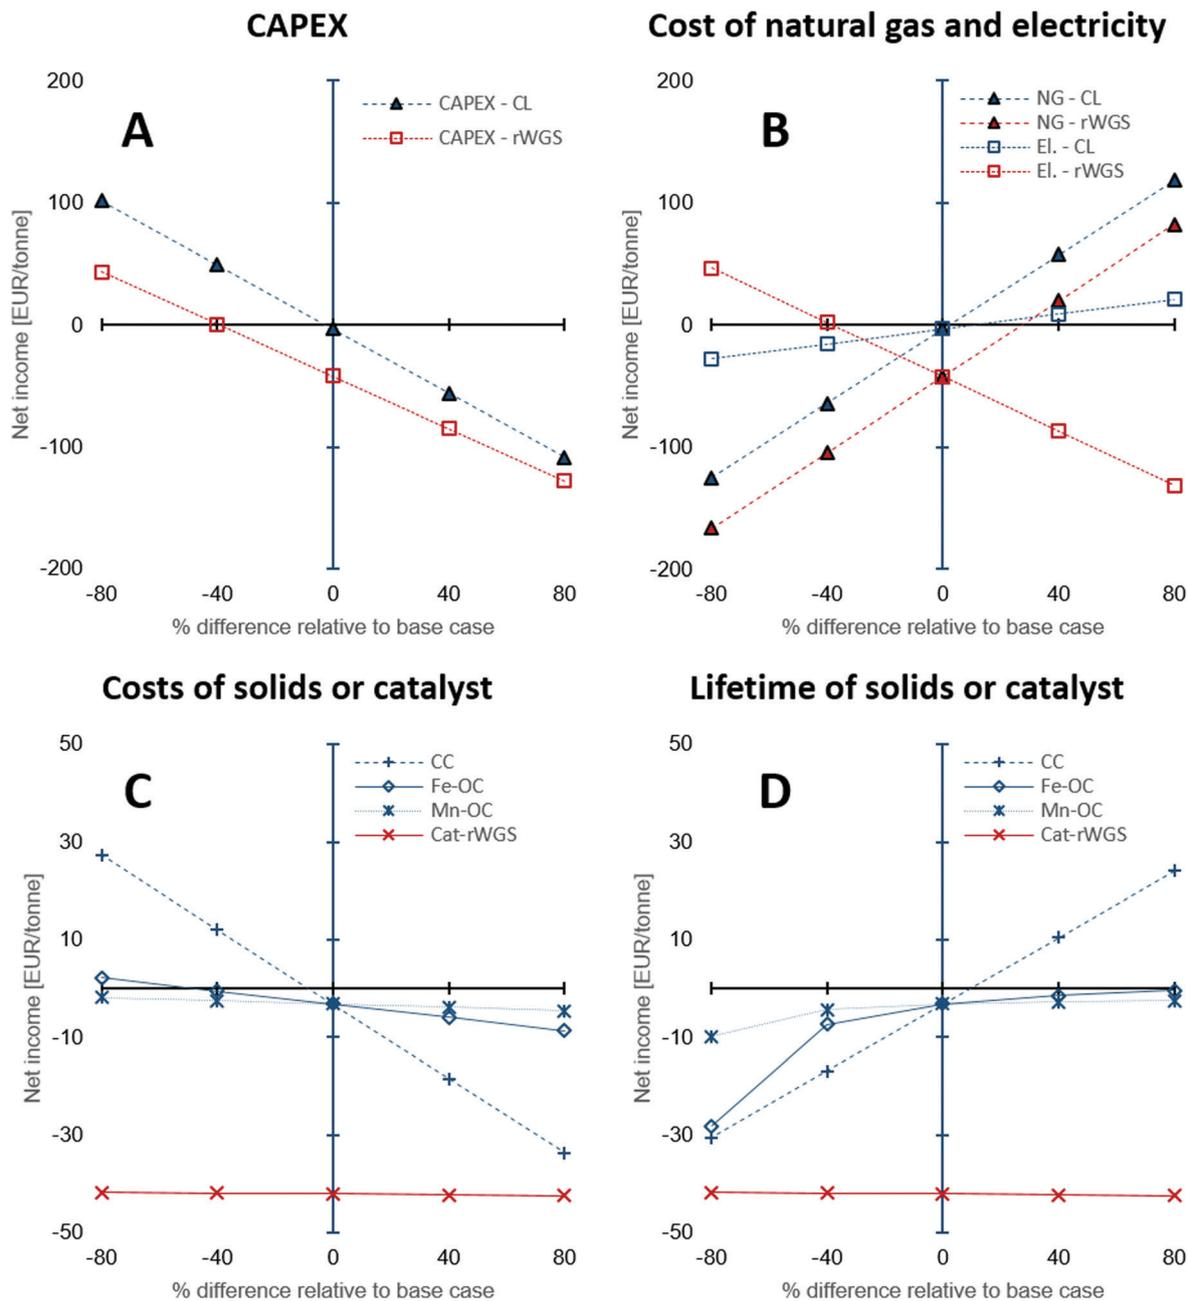 CAPEX
Cost of natural gas and electricity
A
B
CAPEX - CL
CAPEX - rWGS
NG - CL
NG - rWGS
El. - CL
El. - rWGS
200
100
0
-100
-200
Net income [EUR/tonne]
-80 -40 0 40 80
% difference relative to base case
200
100
0
-100
-200
Net income [EUR/tonne]
-80 -40 0 40 80
% difference relative to base case
Costs of solids or catalyst
Lifetime of solids or catalyst
C
D
CC
Fe-OC
Mn-OC
Cat-rWGS
CC
Fe-OC
Mn-OC
Cat-rWGS
50
30
10
-10
-30
-50
Net income [EUR/tonne]
-80 -40 0 40 80
% difference relative to base case
50
30
10
-10
-30
-50
Net income [EUR/tonne]
-80 -40 0 40 80
% difference relative to base case